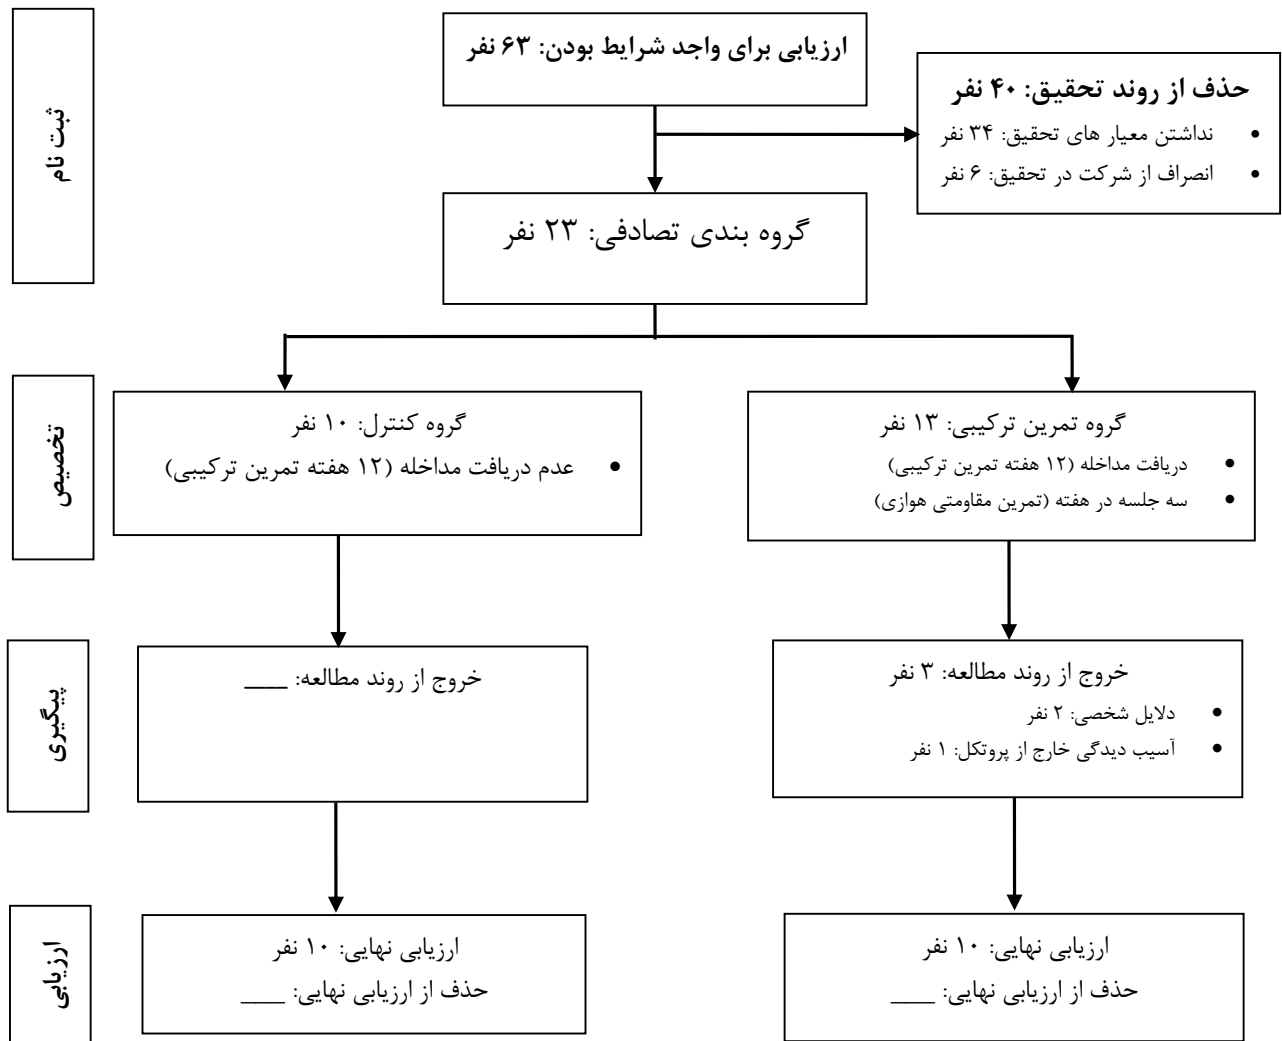 ثبت نام
ارزیابی برای واجد شرایط بودن: ۶۳ نفر
حذف از روند تحقیق: ۴۰ نفر
• نداشتن معیار های تحقیق: ۳۴ نفر
• انصراف از شرکت در تحقیق: ۶ نفر
گروه بندی تصادفی: ۲۳ نفر
تخصیص
گروه تمرین ترکیبی: ۱۳ نفر
• دریافت مداخله (۱۲ هفته تمرین ترکیبی)
• سه جلسه در هفته (تمرین مقاومتی هوازی)
گروه کنترل: ۱۰ نفر
• عدم دریافت مداخله (۱۲ هفته تمرین ترکیبی)
پیگیری
خروج از روند مطالعه: ۳ نفر
• دلایل شخصی: ۲ نفر
• آسیب دیدگی خارج از پروتکل: ۱ نفر
خروج از روند مطالعه: ___
ارزیابی
ارزیابی نهایی: ۱۰ نفر
حذف از ارزیابی نهایی: ___
ارزیابی نهایی: ۱۰ نفر
حذف از ارزیابی نهایی: ___